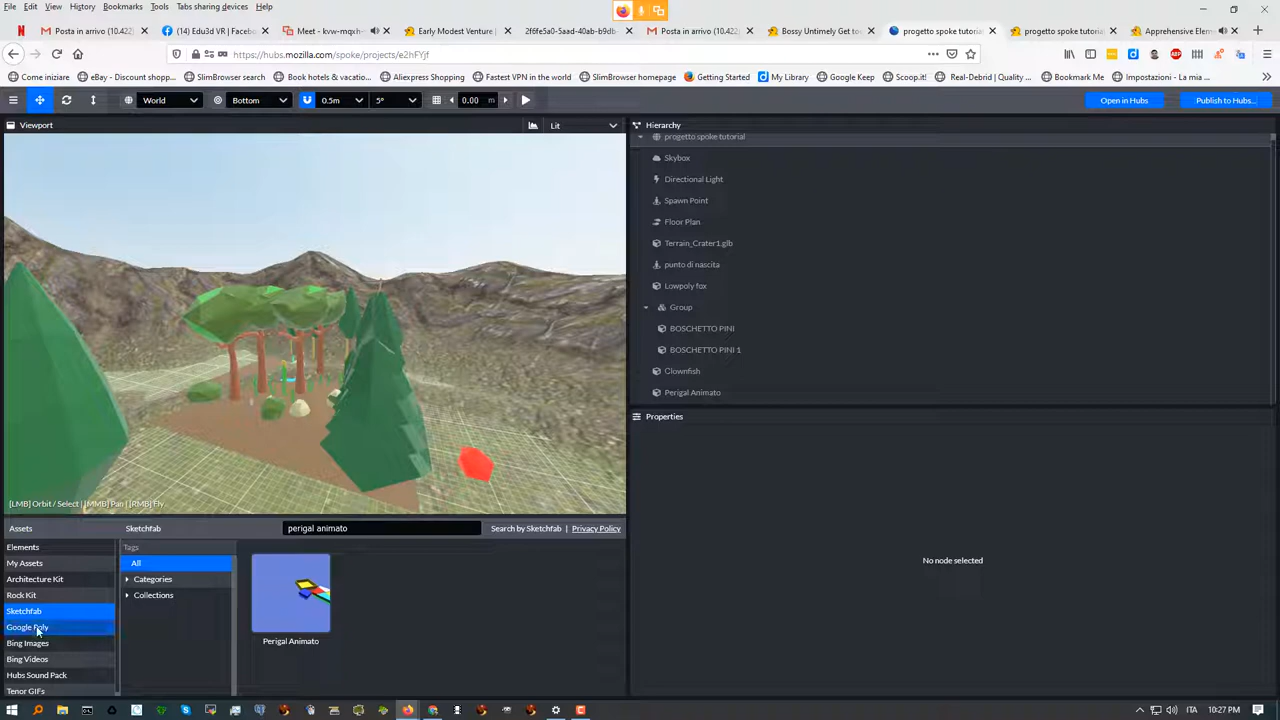 File Edit View History Bookmarks Tools Tabs sharing devices Help
Posta in arrivo (10.422 (3) Facebook Edu3d VR | Faceb Meet - kvw-mqxh- Early Modest Venture 2f6fe5a0-5aad-40ab-b9db- Posta in arrivo (10.422 Bossy Untimely Get tog progetto spoke tutorial progetto spoke tutorial Apprehensive Elem
https://hubs.mozilla.com/spoke/projects/e2hFYjf
Come iniziare eBay - Discount shopp... SlimBrowser search Book hotels & vacatio... Aliexpress Shopping Fastest VPN in the world SlimBrowser homepage Getting Started My Library Google Keep Scoop.it! Real-Debrid | Quality ... Bookmark Me Impostazioni - La mia ...
World Bottom 0.5m 5° 0.00 m Open in Hubs Publish to Hubs...
Viewport Lit
Hierarchy
progetto spoke tutorial
Skybox
Directional Light
Spawn Point
Floor Plan
Terrain_Crater1.glb
punto di nascita
Lowpoly fox
Group
BOSCHETTO PINI
BOSCHETTO PINI 1
Clownfish
Perigal Animato
Properties
No node selected
[LMB] Orbit / Select | [MMB] Pan | [RMB] Fly
Assets Sketchfab perigal animato Search by Sketchfab | Privacy Policy
Elements
My Assets
Architecture Kit
Rock Kit
Sketchfab
Google Poly
Bing Images
Bing Videos
Hubs Sound Pack
Tenor GIFs
Tags
All
Categories
Collections
Perigal Animato
ITA 10:27 PM